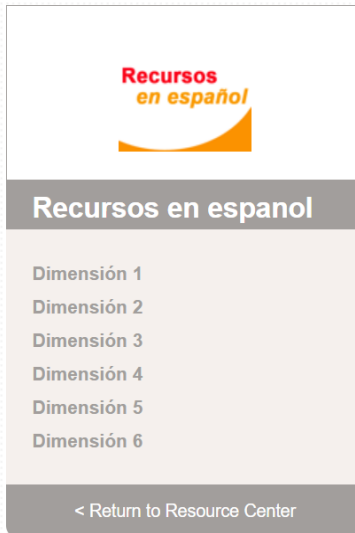 Recursos
en español
Recursos en espanol
Dimensión 1
Dimensión 2
Dimensión 3
Dimensión 4
Dimensión 5
Dimensión 6
< Return to Resource Center